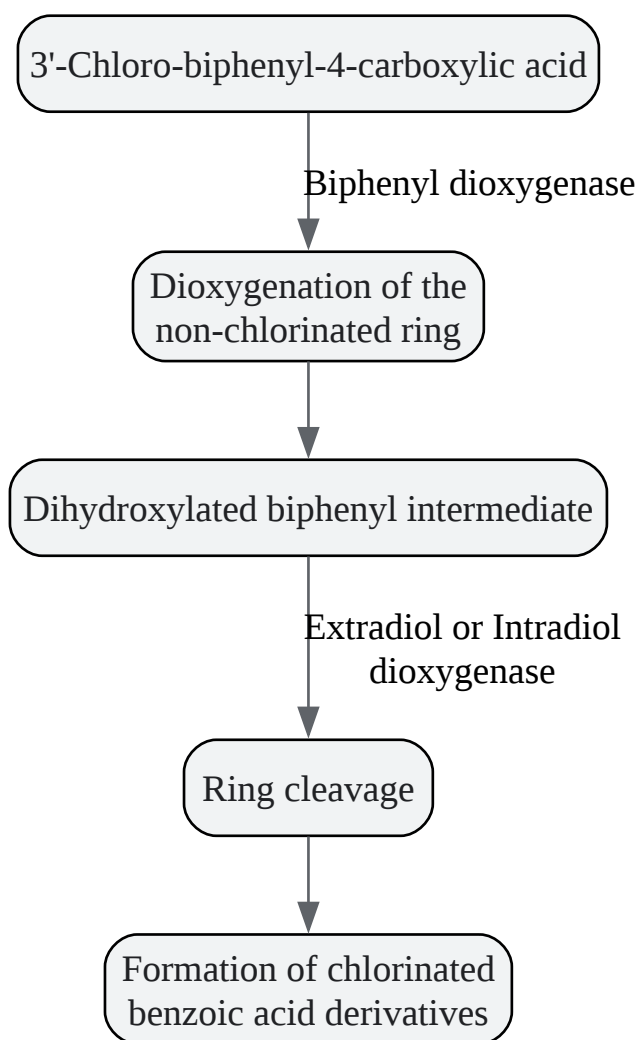 3'-Chloro-biphenyl-4-carboxylic acid
Biphenyl dioxygenase
Dioxygenation of the
non-chlorinated ring
Dihydroxylated biphenyl intermediate
Extradiol or Intradiol
dioxygenase
Ring cleavage
Formation of chlorinated
benzoic acid derivatives